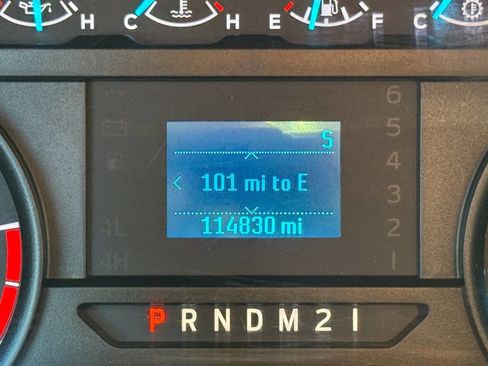 H C H E F C
S
101 mi to E
114830 mi
6
5
4
3
2
1
4L
4H
P R N D M 2 1